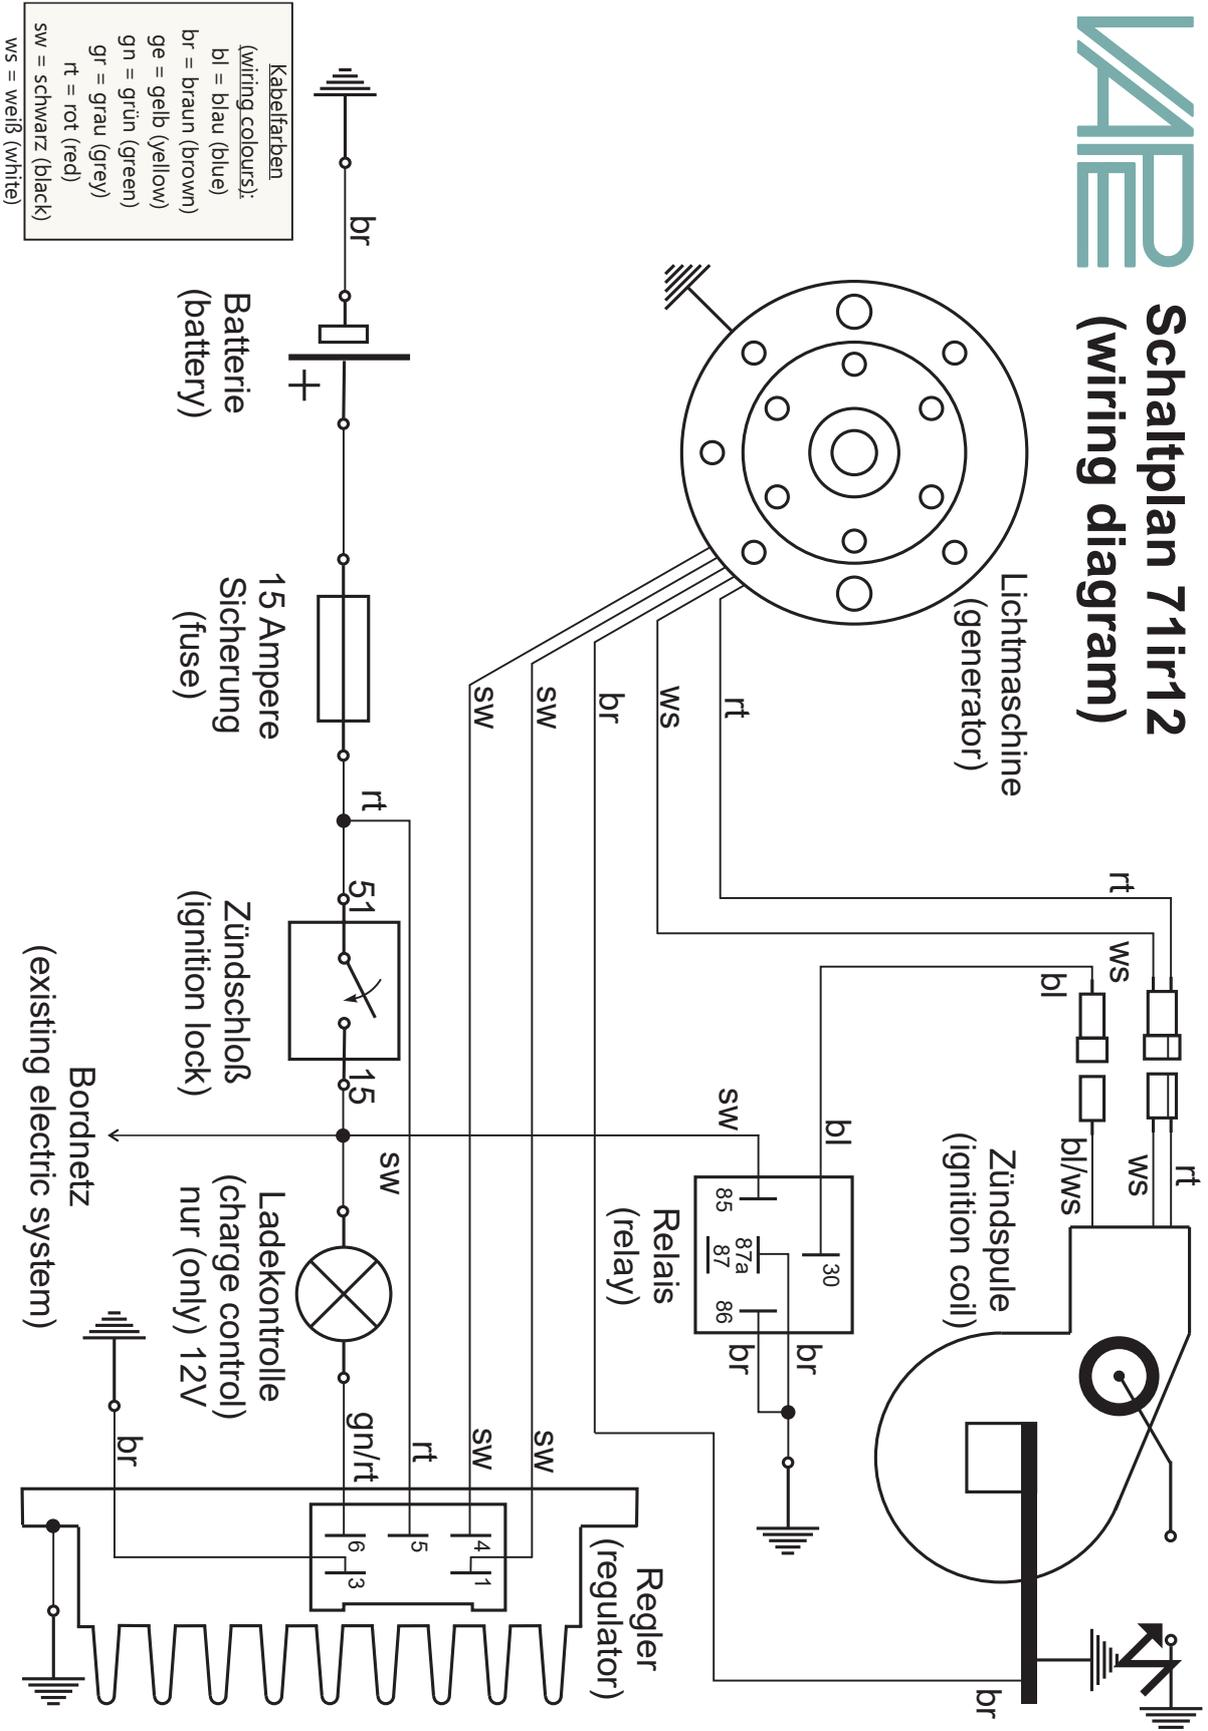 VAPE
Schaltplan 71ir12
(wiring diagram)
Lichtmaschine
(generator)
rt
ws
br
sw
sw
rt
ws
bl
rt
ws
bl/ws
Zündspule
(ignition coil)
bl
sw
85
87a
87
86
30
Relais
(relay)
br
br
br
br
Batterie
(battery)
+
15 Ampere
Sicherung
(fuse)
rt
51
Zündschloß
(ignition lock)
15
sw
Bordnetz
(existing electric system)
Ladekontrolle
(charge control)
nur (only) 12V
gn/rt
rt
sw
sw
br
4
1
5
6
3
Regler
(regulator)
Kabelfarben
(wiring colours):
bl = blau (blue)
br = braun (brown)
ge = gelb (yellow)
gn = grün (green)
gr = grau (grey)
rt = rot (red)
sw = schwarz (black)
ws = weiß (white)